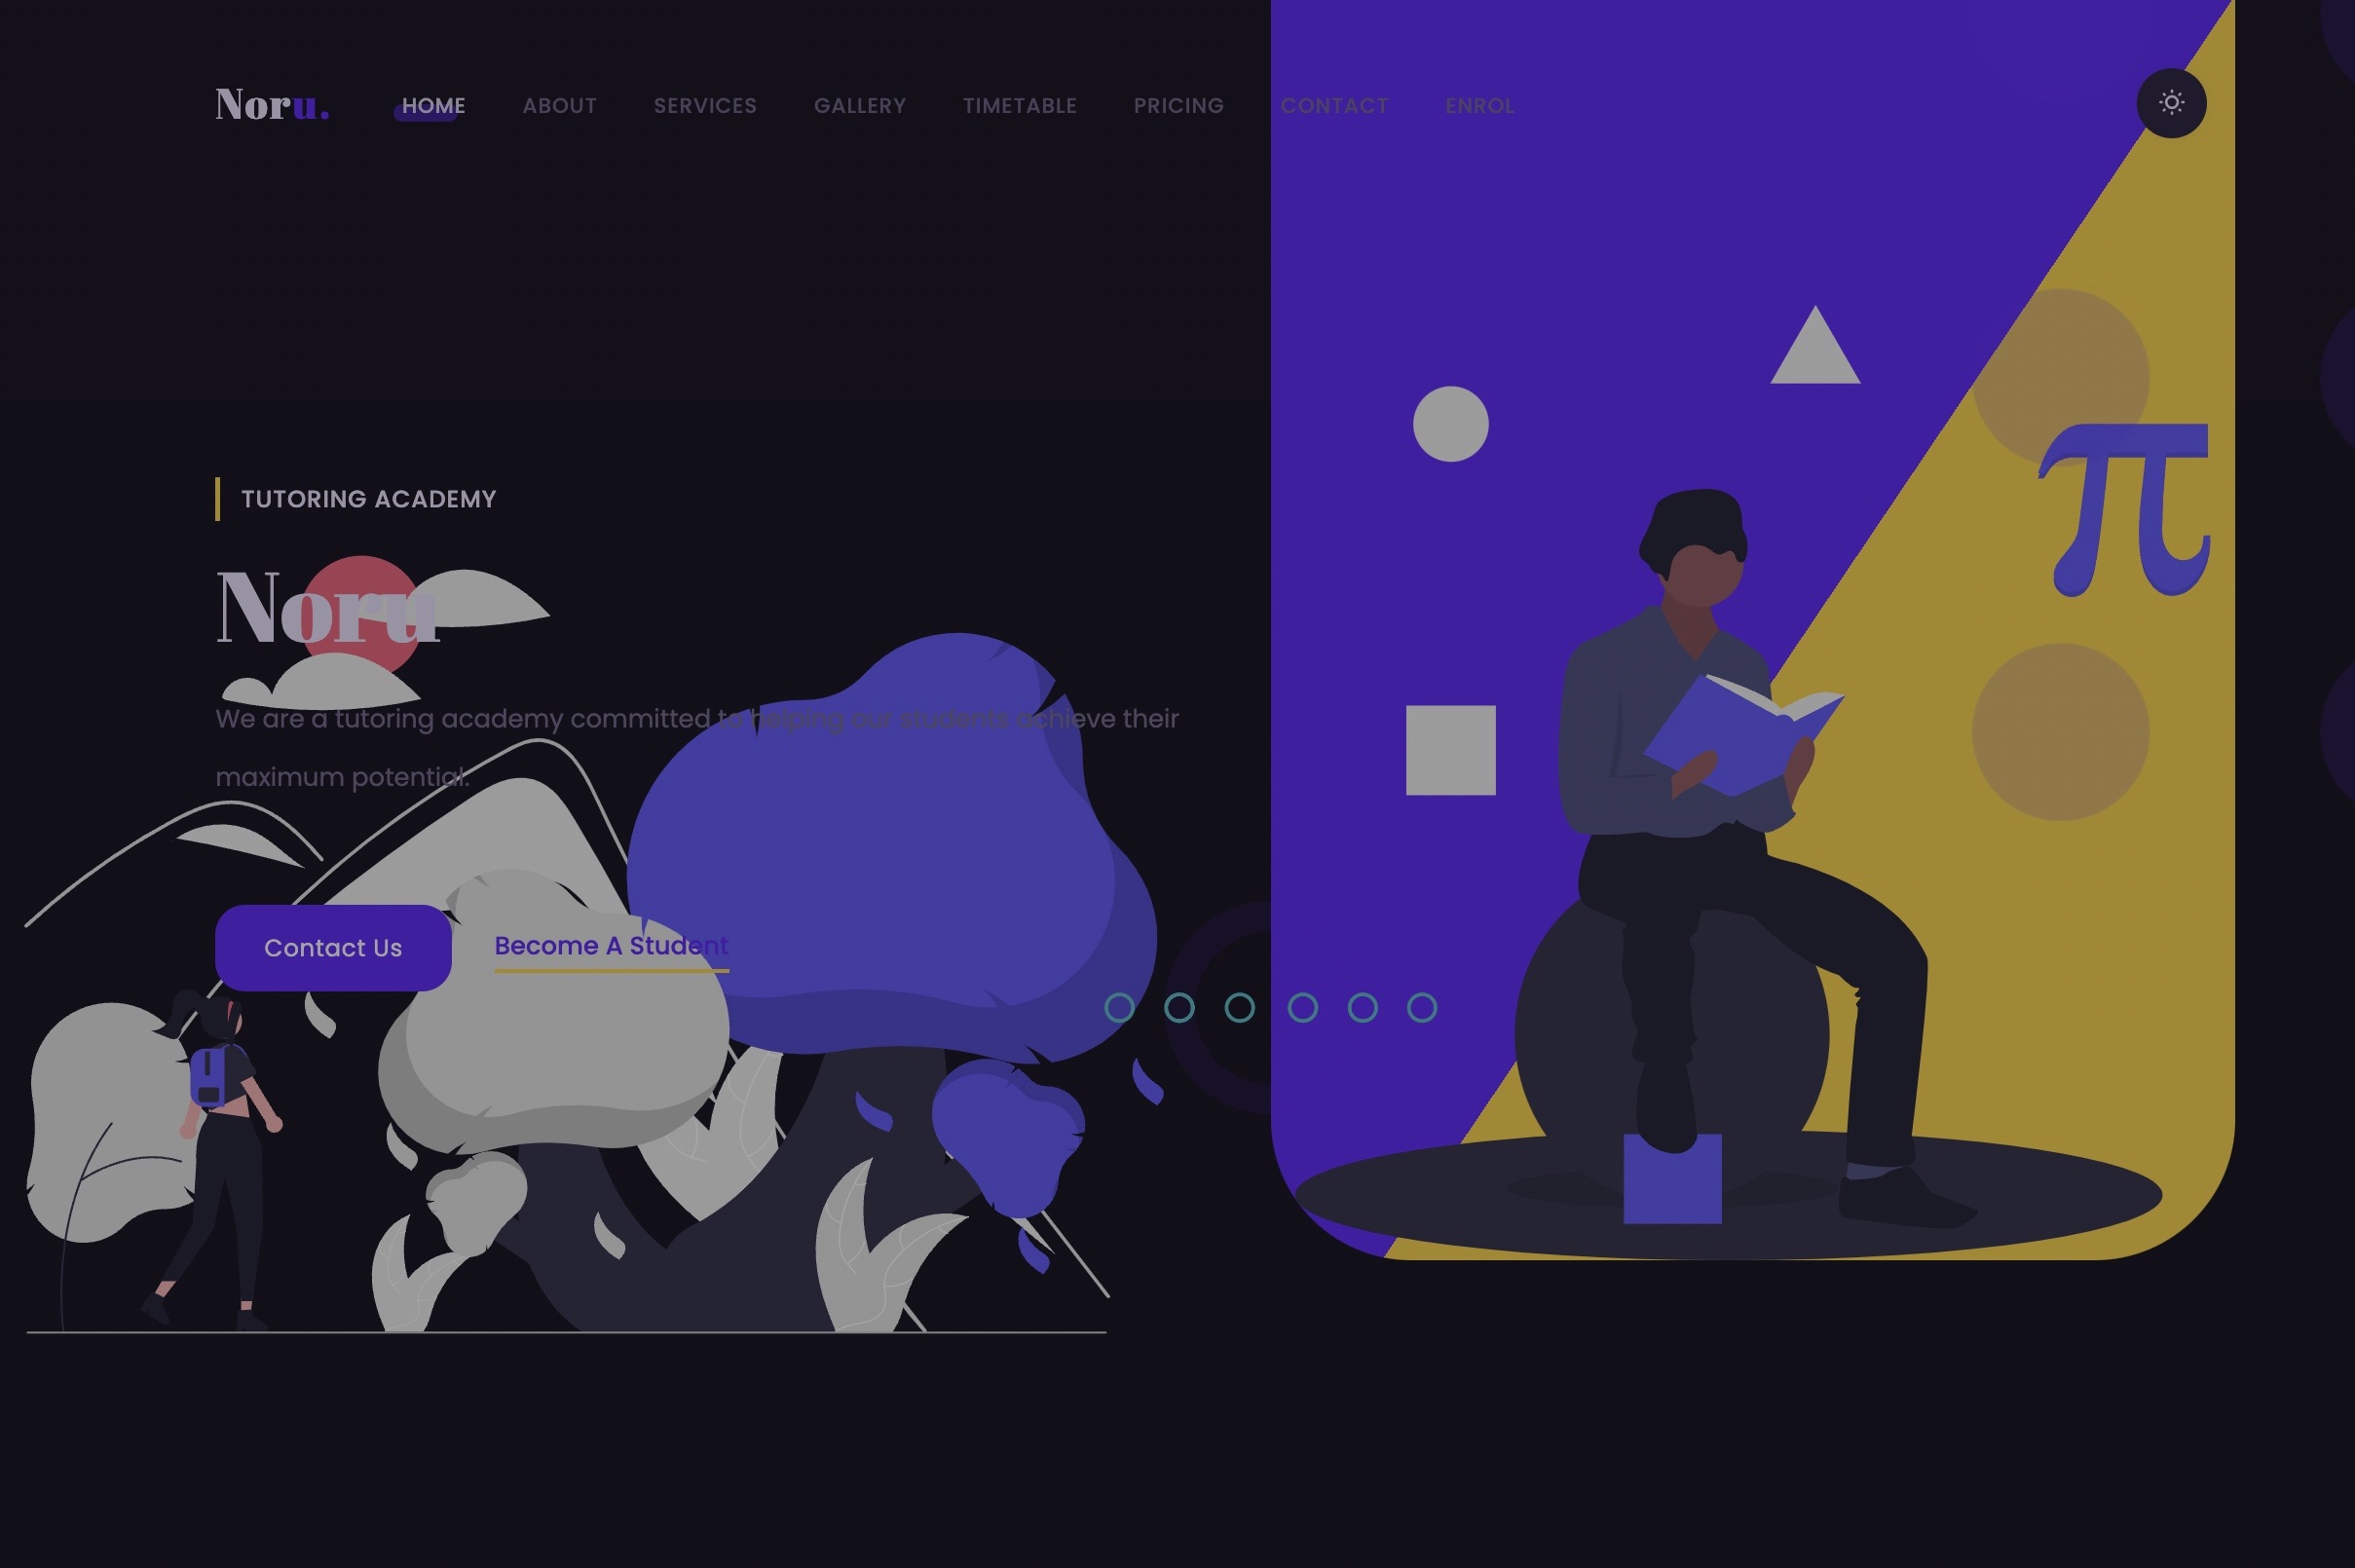 Noru.
HOME ABOUT SERVICES GALLERY TIMETABLE PRICING CONTACT ENROL
TUTORING ACADEMY
Noru
We are a tutoring academy committed to helping our students achieve their
maximum potential.
Contact Us Become A Student
π